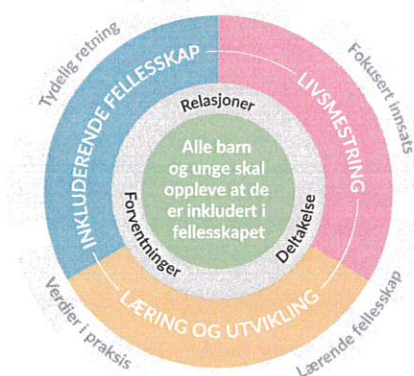 Tydelig retning
Fokusert innsats
INKLUDERENDE FELLESSKAP
LIVSMESTRING
Relasjoner
Alle barn
og unge skal
oppleve at de
er inkludert i
fellesskapet
Forventninger
Deltakelse
LÆRING OG UTVIKLING
Verdier i praksis
Lærende fellesskap